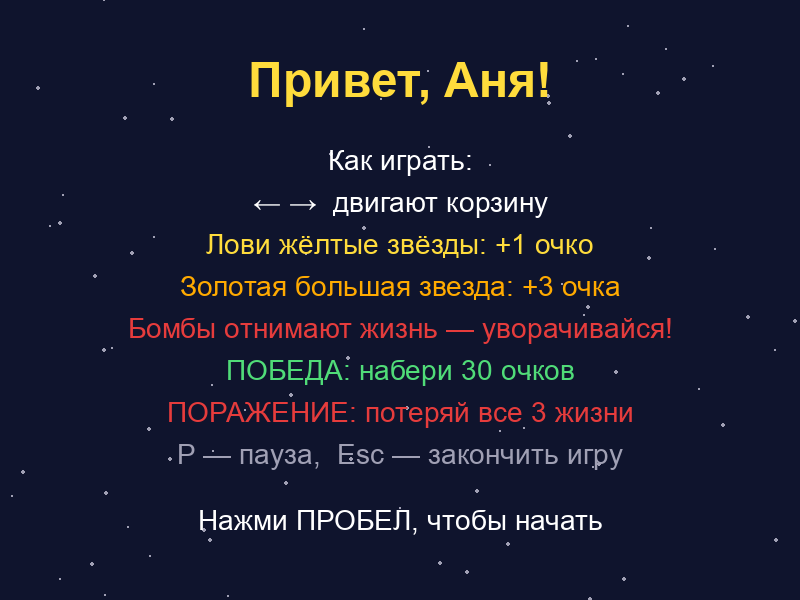 Привет, Аня!
Как играть:
← → двигают корзину
Лови жёлтые звёзды: +1 очко
Золотая большая звезда: +3 очка
Бомбы отнимают жизнь — уворачивайся!
ПОБЕДА: набери 30 очков
ПОРАЖЕНИЕ: потеряй все 3 жизни
P — пауза, Esc — закончить игру
Нажми ПРОБЕЛ, чтобы начать